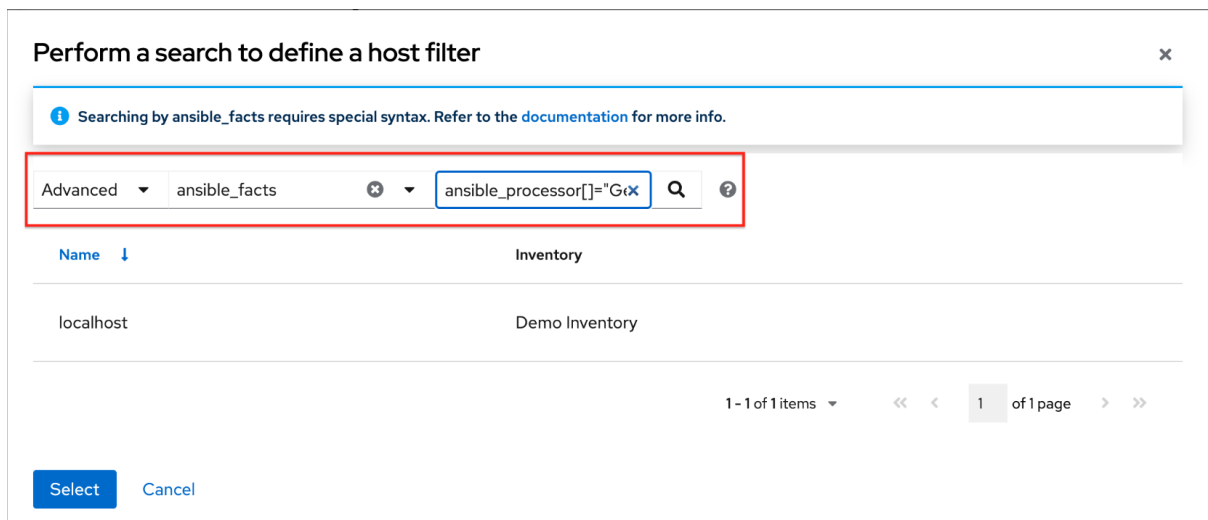 Perform a search to define a host filter
Searching by ansible_facts requires special syntax. Refer to the documentation for more info.
Advanced ansible_facts ansible_processor[]="Ge
Name Inventory
localhost Demo Inventory
1 - 1 of 1 items 1 of 1 page
Select Cancel